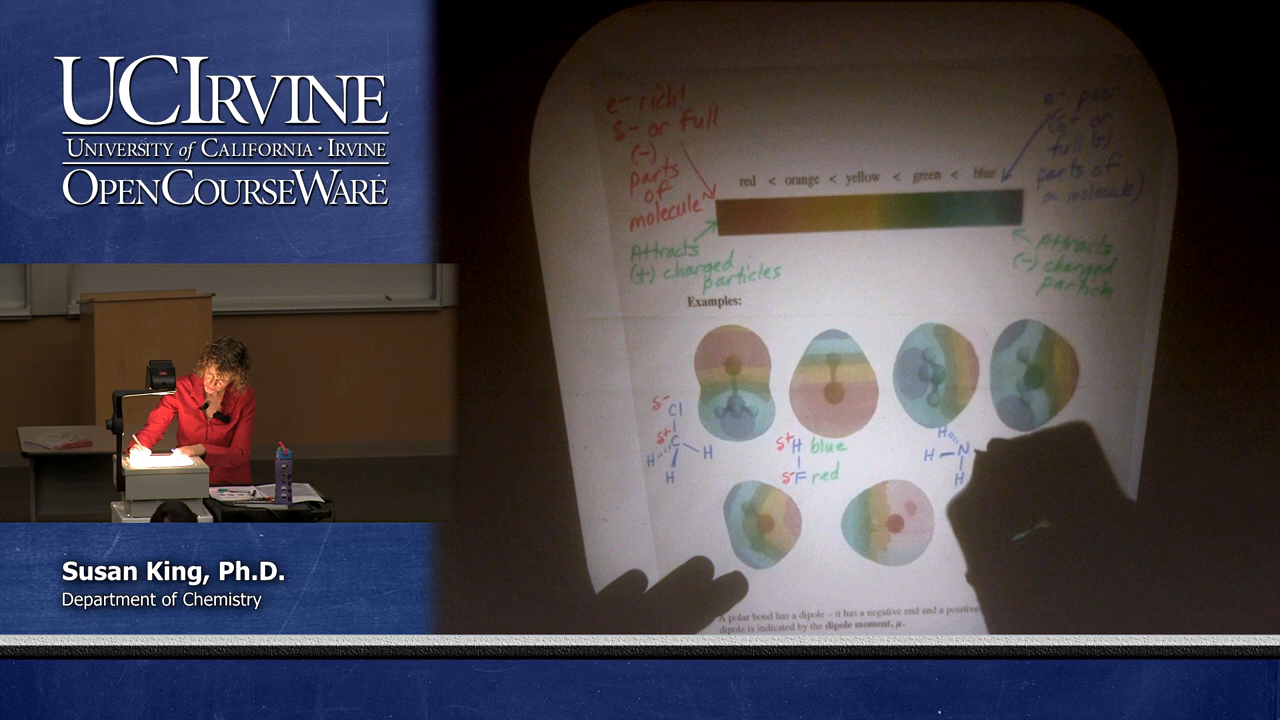 UCIRVINE
UNIVERSITY of CALIFORNIA · IRVINE
OPENCOURSEWARE
Susan King, Ph.D.
Department of Chemistry
e- rich!
δ- or full
(-)
parts
of
molecule
e- poor
(δ- or
full (+)
parts of
a molecule)
red < orange < yellow < green < blue
Attracts
(+) charged
particles
Attracts
(-) charged
particle
Examples:
δ- Cl
δ+ C
H H
H
δ+ H blue
δ- F red
H
H N
H
A polar bond has a dipole – it has a negative end and a positive
dipole is indicated by the dipole moment, μ.